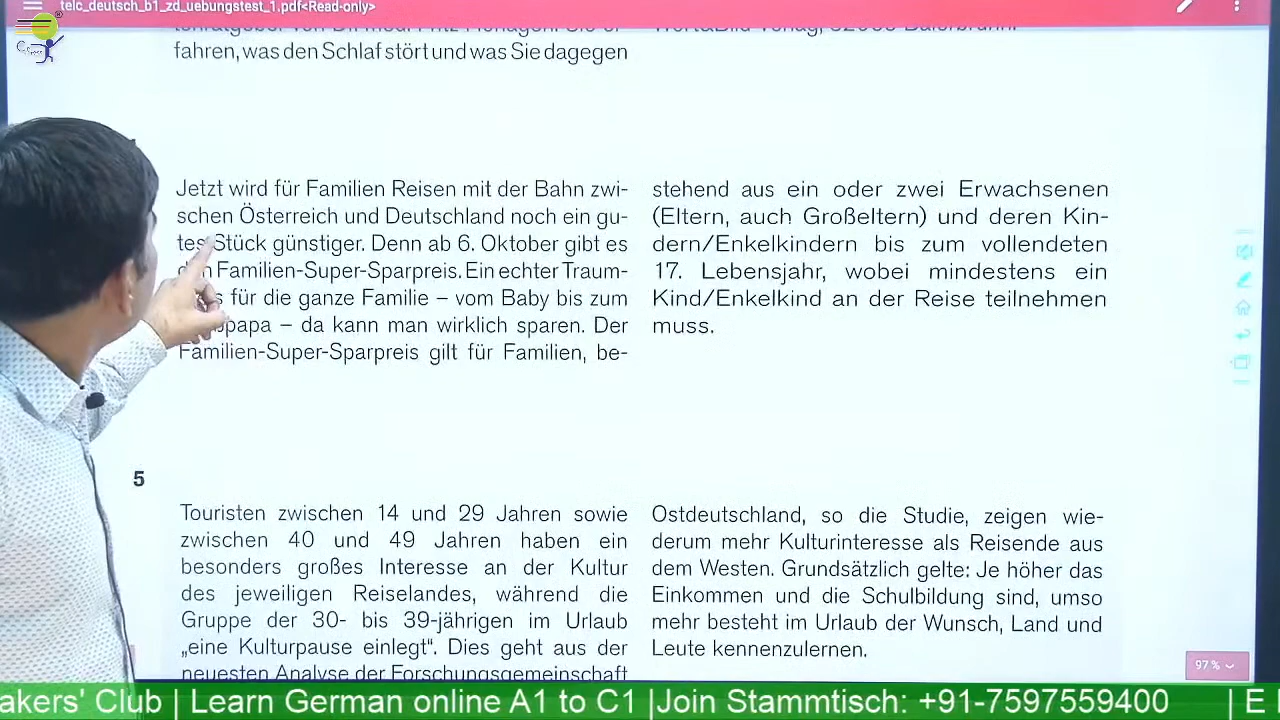 telc_deutsch_b1_zd_uebungstest_1.pdf<Read-only>
fahren, was den Schlaf stört und was Sie dagegen
Jetzt wird für Familien Reisen mit der Bahn zwi-
schen Österreich und Deutschland noch ein gu-
tes Stück günstiger. Denn ab 6. Oktober gibt es
Familien-Super-Sparpreis. Ein echter Traum-
für die ganze Familie – vom Baby bis zum
– da kann man wirklich sparen. Der
Familien-Super-Sparpreis gilt für Familien, be-
stehend aus ein oder zwei Erwachsenen
(Eltern, auch Großeltern) und deren Kin-
dern/Enkelkindern bis zum vollendeten
17. Lebensjahr, wobei mindestens ein
Kind/Enkelkind an der Reise teilnehmen
muss.
5
Touristen zwischen 14 und 29 Jahren sowie
zwischen 40 und 49 Jahren haben ein
besonders großes Interesse an der Kultur
des jeweiligen Reiselandes, während die
Gruppe der 30- bis 39-jährigen im Urlaub
„eine Kulturpause einlegt“. Dies geht aus der
neuesten Analyse der Forschungsgemeinschaft
Ostdeutschland, so die Studie, zeigen wie-
derum mehr Kulturinteresse als Reisende aus
dem Westen. Grundsätzlich gelte: Je höher das
Einkommen und die Schulbildung sind, umso
mehr besteht im Urlaub der Wunsch, Land und
Leute kennenzulernen.
97 %
akers' Club | Learn German online A1 to C1 |Join Stammtisch: +91-7597559400 | E